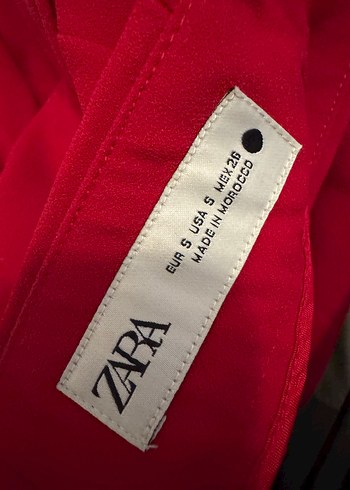 ZARA
EUR S USA S MEX 26
MADE IN MOROCCO